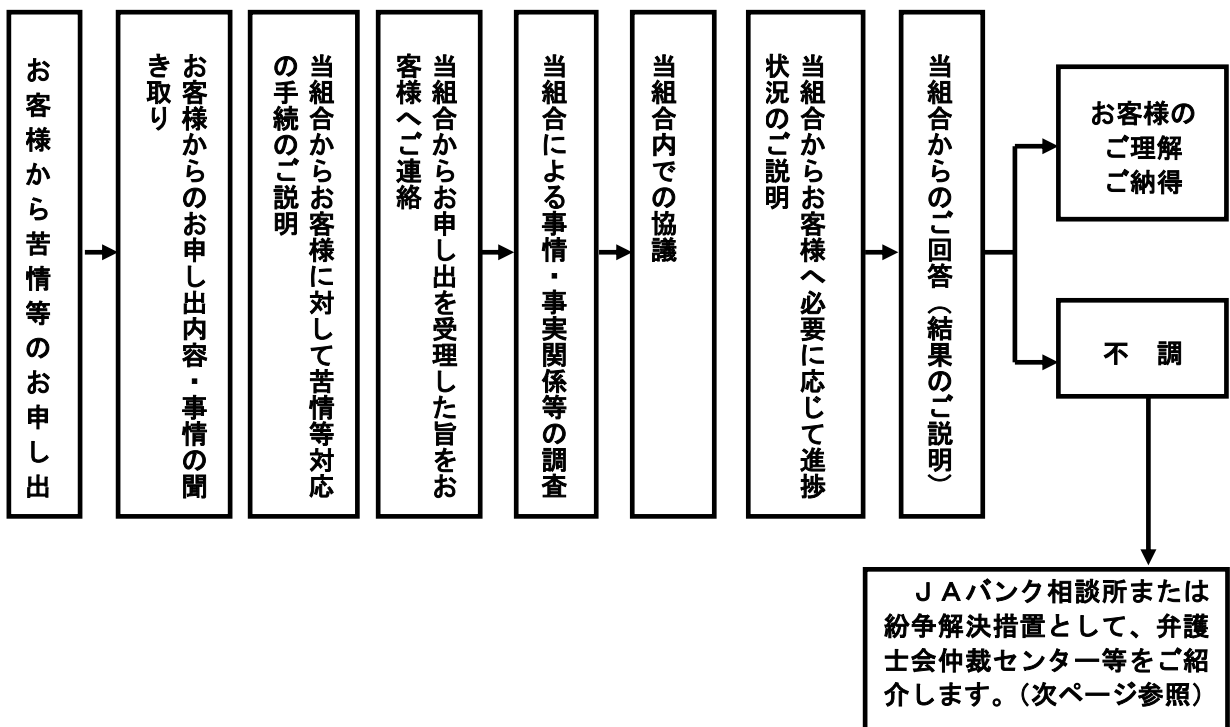 お客様から苦情等のお申し出
お客様からのお申し出内容・事情の聞
き取り
当組合からお客様に対して苦情等対応
の手続のご説明
当組合からお申し出を受理した旨をお
客様へご連絡
当組合による事情・事実関係等の調査
当組合内での協議
当組合からお客様へ必要に応じて進捗
状況のご説明
当組合からのご回答（結果のご説明）
お客様の
ご理解
ご納得
不　調
ＪＡバンク相談所または
紛争解決措置として、弁護
士会仲裁センター等をご紹
介します。（次ページ参照）